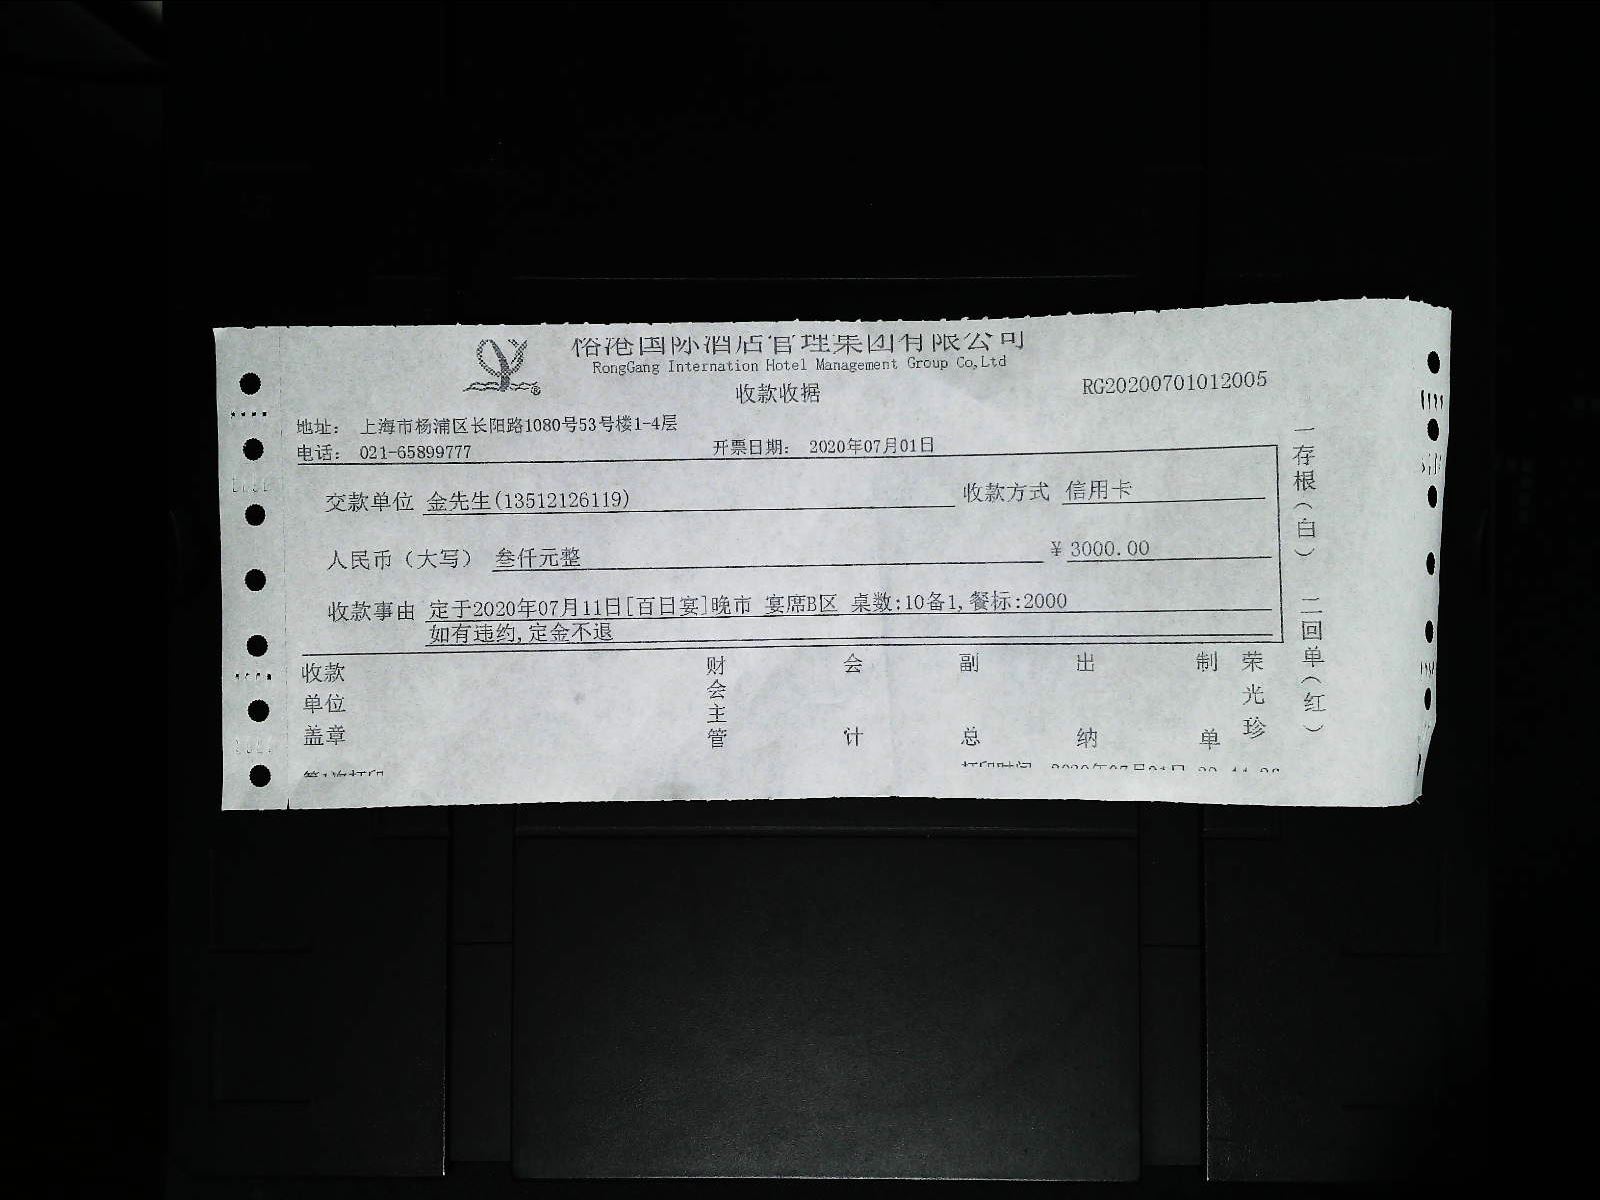 港国际酒店管理集团有限公司
RongGang Internation Hotel Management Group Co,Ltd
收款收据
RG20200701012005
地址： 上海市杨浦区长阳路1080号53号楼1-4层
电话： 021-65899777 开票日期： 2020年07月01日
交款单位 金先生(13512126119) 收款方式 信用卡
人民币（大写） 叁仟元整 ¥ 3000.00
收款事由 定于2020年07月11日[百日宴]晚市 宴席B区 桌数:10备1,餐标:2000
如有违约,定金不退
收款单位盖章 财会主管 会计 副总 出纳 制单 荣光珍
一存根（白） 二回单（红）